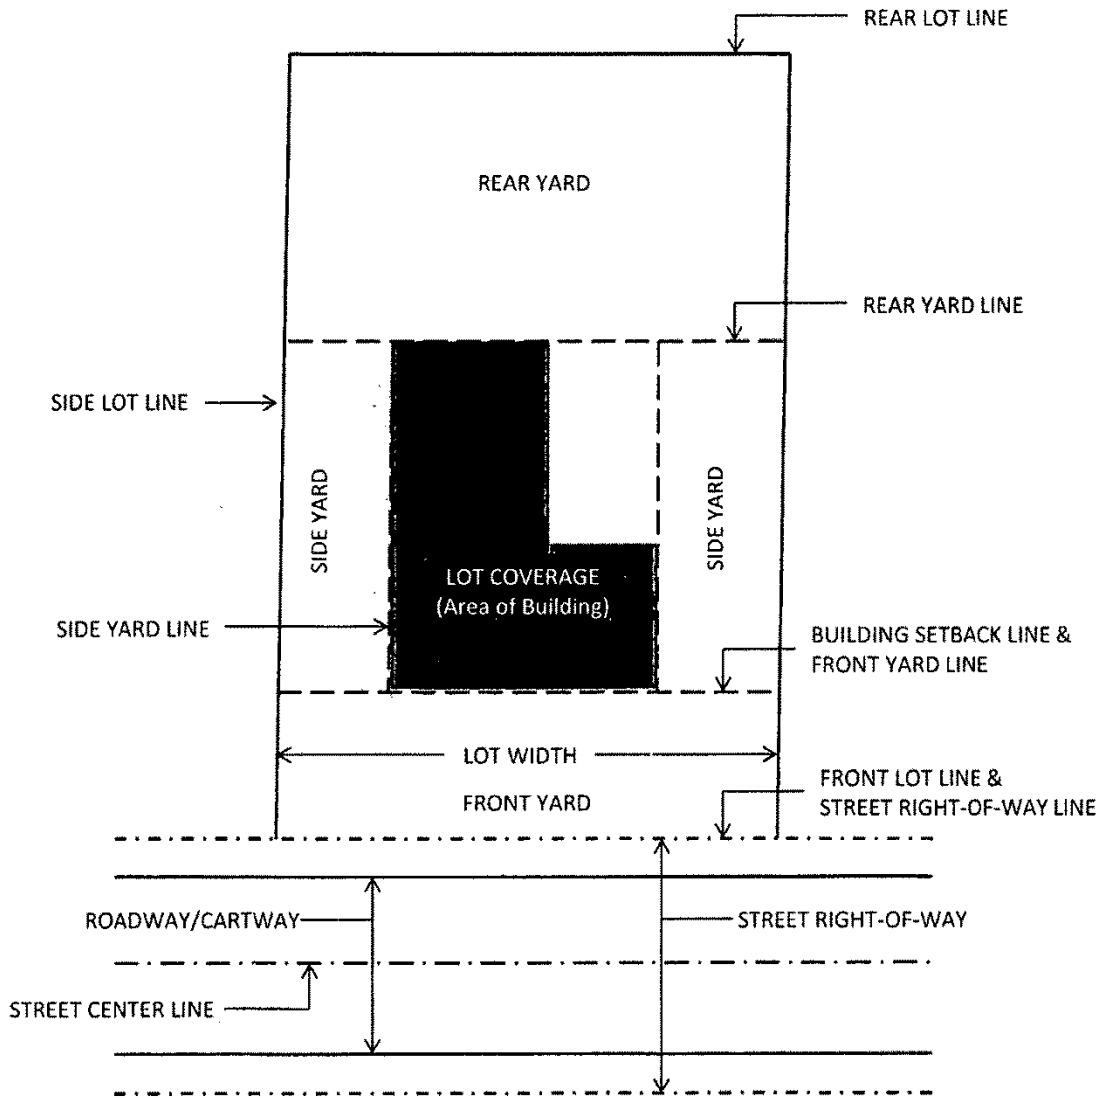 REAR LOT LINE
REAR YARD
REAR YARD LINE
SIDE LOT LINE
SIDE YARD
SIDE YARD
LOT COVERAGE
(Area of Building)
SIDE YARD LINE
BUILDING SETBACK LINE &
FRONT YARD LINE
LOT WIDTH
FRONT YARD
FRONT LOT LINE &
STREET RIGHT-OF-WAY LINE
ROADWAY/CARTWAY
STREET RIGHT-OF-WAY
STREET CENTER LINE